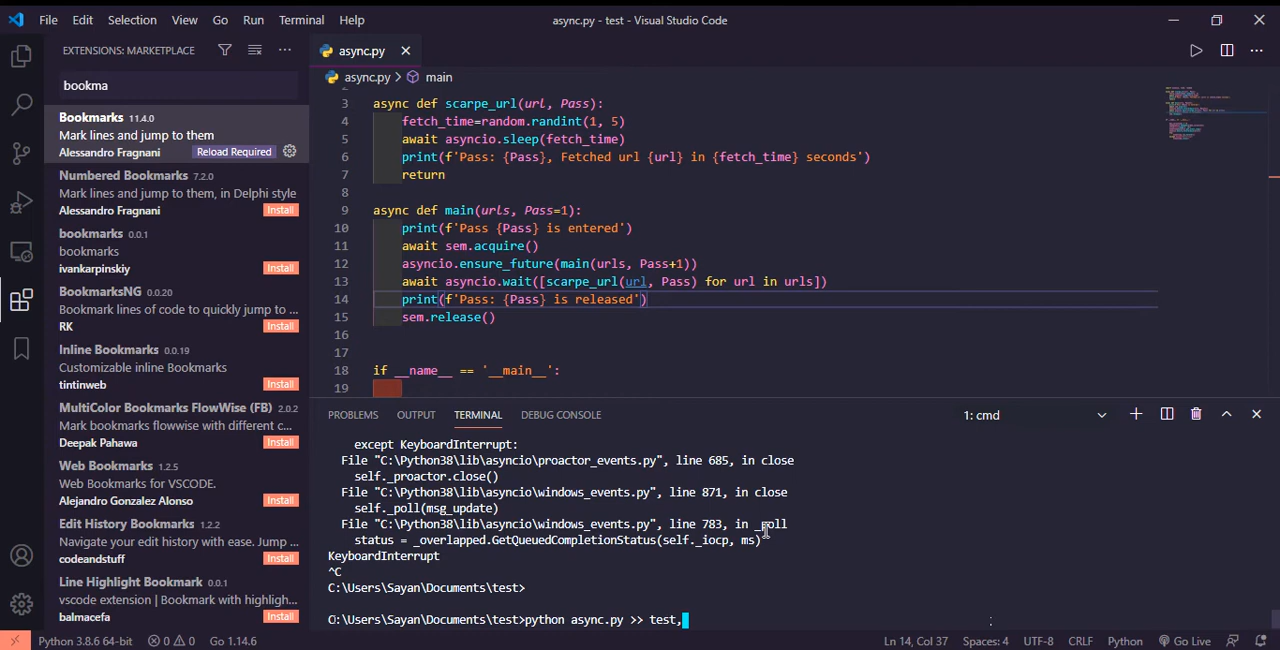 File Edit Selection View Go Run Terminal Help async.py - test - Visual Studio Code
EXTENSIONS: MARKETPLACE
bookma
Bookmarks 11.4.0
Mark lines and jump to them
Alessandro Fragnani Reload Required
Numbered Bookmarks 7.2.0
Mark lines and jump to them, in Delphi style
Alessandro Fragnani Install
bookmarks 0.0.1
bookmarks
ivankarpinskiy Install
BookmarksNG 0.0.20
Bookmark lines of code to quickly jump to ...
RK Install
Inline Bookmarks 0.0.19
Customizable inline Bookmarks
tintinweb Install
MultiColor Bookmarks FlowWise (FB) 2.0.2
Mark bookmarks flowwise with different c...
Deepak Pahawa Install
Web Bookmarks 1.2.5
Web Bookmarks for VSCODE.
Alejandro Gonzalez Alonso Install
Edit History Bookmarks 1.2.2
Navigate your edit history with ease. Jump ...
codeandstuff Install
Line Highlight Bookmark 0.0.1
vscode extension | Bookmark with highligh...
balmacefa Install
async.py
async.py > main
2
3 async def scarpe_url(url, Pass):
4 fetch_time=random.randint(1, 5)
5 await asyncio.sleep(fetch_time)
6 print(f'Pass: {Pass}, Fetched url {url} in {fetch_time} seconds')
7 return
8
9 async def main(urls, Pass=1):
10 print(f'Pass {Pass} is entered')
11 await sem.acquire()
12 asyncio.ensure_future(main(urls, Pass+1))
13 await asyncio.wait([scarpe_url(url, Pass) for url in urls])
14 print(f'Pass: {Pass} is released')
15 sem.release()
16
17
18 if __name__ == '__main__':
19
PROBLEMS OUTPUT TERMINAL DEBUG CONSOLE 1: cmd
except KeyboardInterrupt:
File "C:\Python38\lib\asyncio\proactor_events.py", line 685, in close
self._proactor.close()
File "C:\Python38\lib\asyncio\windows_events.py", line 871, in close
self._poll(msg_update)
File "C:\Python38\lib\asyncio\windows_events.py", line 783, in _poll
status = _overlapped.GetQueuedCompletionStatus(self._iocp, ms)
KeyboardInterrupt
^C
C:\Users\Sayan\Documents\test>
C:\Users\Sayan\Documents\test>python async.py >> test,
Python 3.8.6 64-bit 0 0 Go 1.14.6 Ln 14, Col 37 Spaces: 4 UTF-8 CRLF Python Go Live